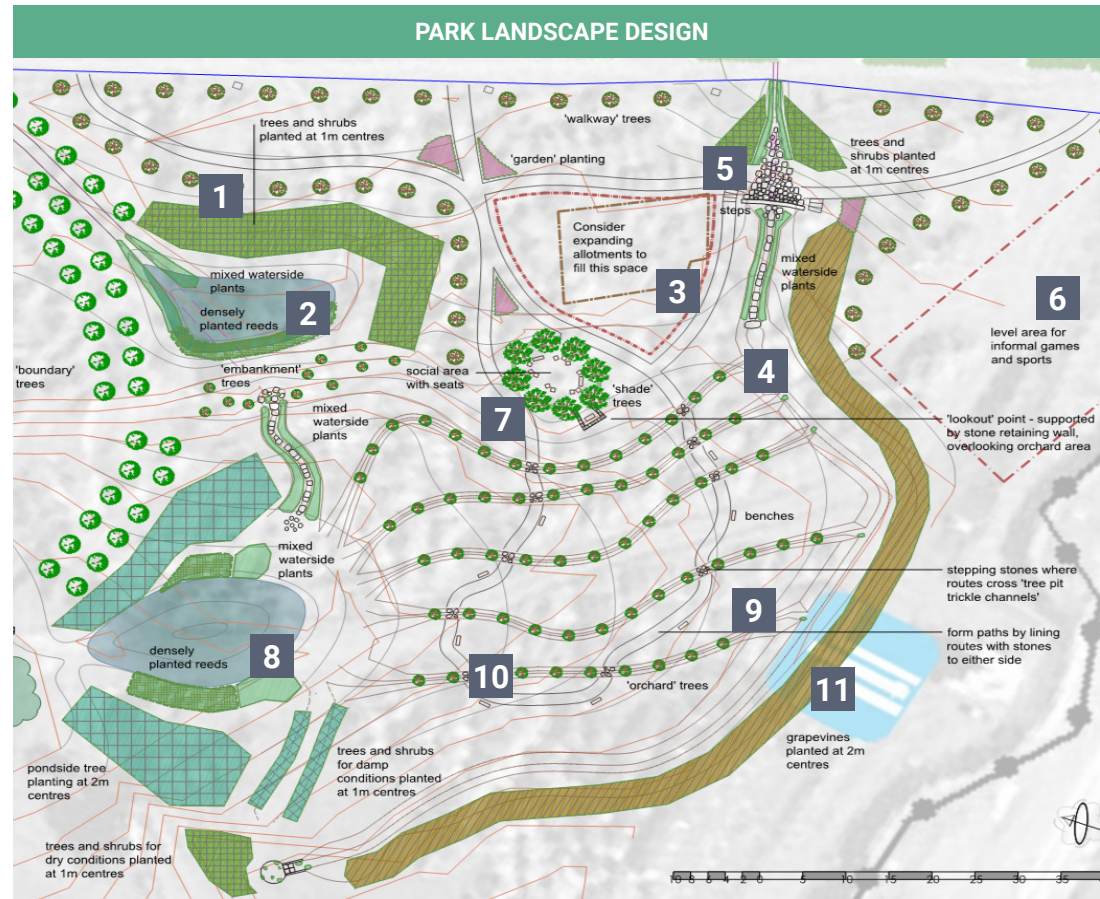 PARK LANDSCAPE DESIGN
trees and shrubs
planted at 1m centres
'walkway' trees
'garden' planting
trees and
shrubs planted
at 1m centres
1
5
steps
Consider
expanding
allotments to
fill this space
3
mixed
waterside
plants
mixed waterside
plants
densely
planted reeds
2
6
level area for
informal games
and sports
'boundary'
trees
'embankment'
trees
social area
with seats
'shade'
trees
4
7
mixed
waterside
plants
'lookout' point - supported
by stone retaining wall,
overlooking orchard area
benches
mixed
waterside
plants
stepping stones where
routes cross 'tree pit
trickle channels'
9
form paths by lining
routes with stones
to either side
densely
planted reeds
8
10
'orchard' trees
11
grapevines
planted at 2m
centres
pondside tree
planting at 2m
centres
trees and shrubs
for damp
conditions planted
at 1m centres
trees and shrubs for
dry conditions planted
at 1m centres
10 8 6 4 2 0 5 10 15 20 25 30 35